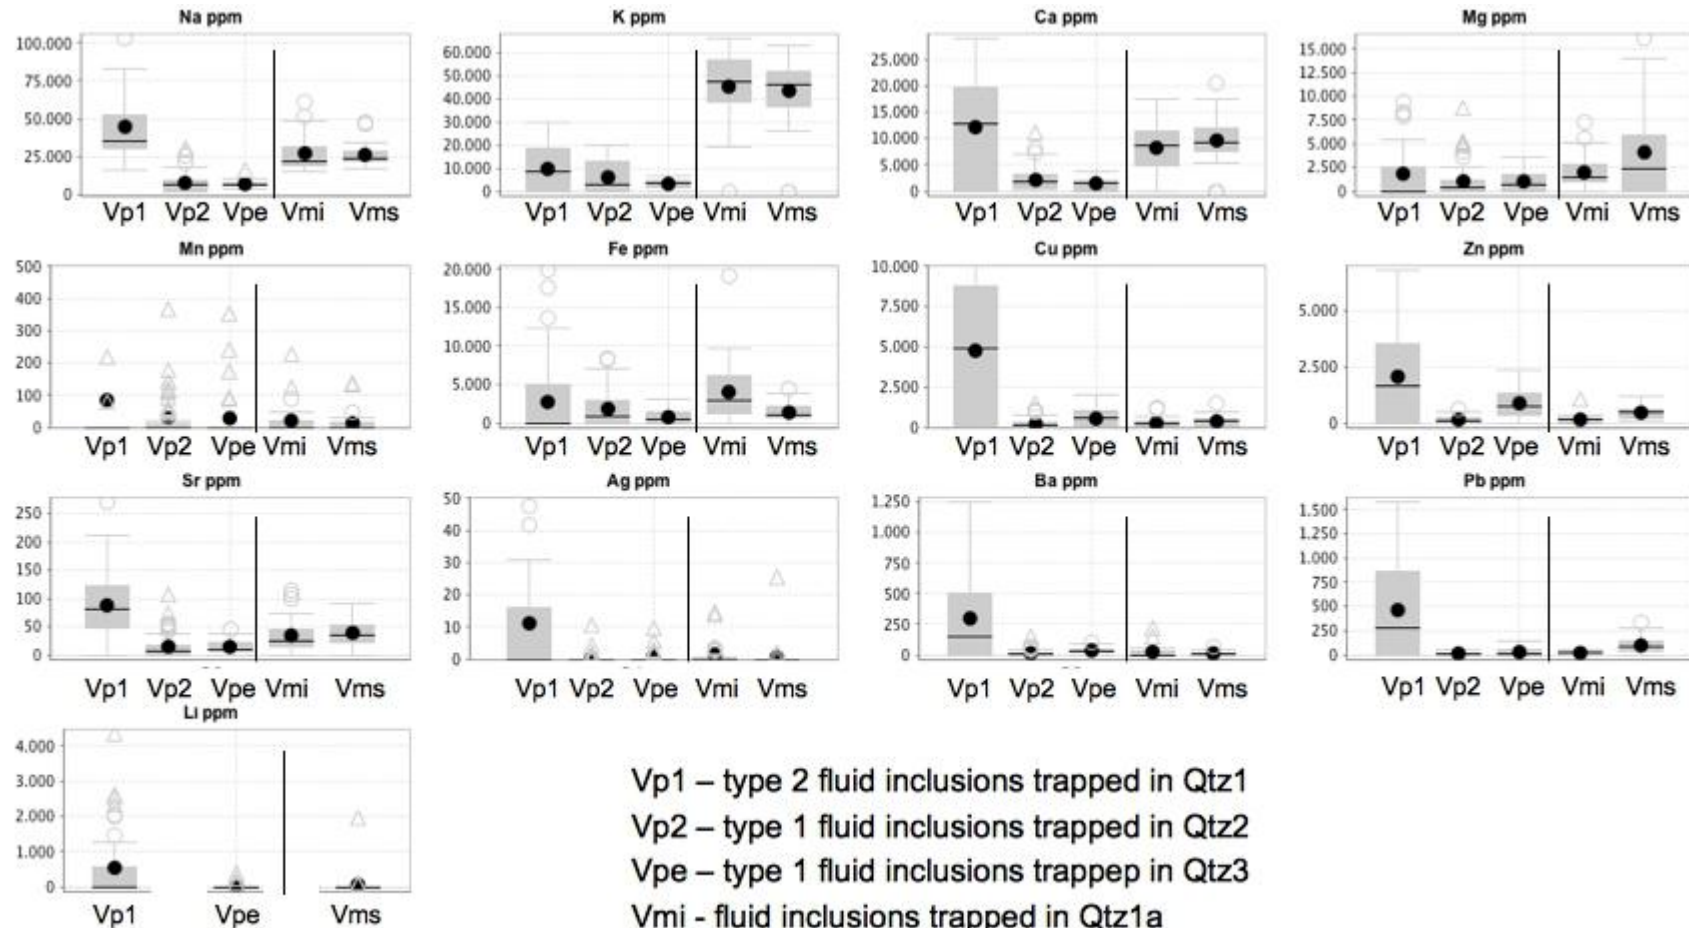 Na ppm K ppm Ca ppm Mg ppm
100.000 60.000 25.000 15.000
75.000 50.000 20.000 12.500
50.000 40.000 15.000 10.000
25.000 30.000 10.000 7.500
0 20.000 5.000 5.000
10.000 0 2.500
0 0
Vp1 Vp2 Vpe Vmi Vms Vp1 Vp2 Vpe Vmi Vms Vp1 Vp2 Vpe Vmi Vms Vp1 Vp2 Vpe Vmi Vms
Mn ppm Fe ppm Cu ppm Zn ppm
500 20.000 10.000 5.000
400 15.000 7.500 2.500
300 10.000 5.000 0
200 5.000 2.500
100 0 0
0
Vp1 Vp2 Vpe Vmi Vms Vp1 Vp2 Vpe Vmi Vms Vp1 Vp2 Vpe Vmi Vms Vp1 Vp2 Vpe Vmi Vms
Sr ppm Ag ppm Ba ppm Pb ppm
250 50 1.250 1.500
200 40 1.000 1.250
150 30 750 1.000
100 20 500 750
50 10 250 500
0 0 0 250
0
Vp1 Vp2 Vpe Vmi Vms Vp1 Vp2 Vpe Vmi Vms Vp1 Vp2 Vpe Vmi Vms Vp1 Vp2 Vpe Vmi Vms
Li ppm
4.000
3.000
2.000
1.000
0
Vp1 Vpe Vms
Vp1 – type 2 fluid inclusions trapped in Qtz1
Vp2 – type 1 fluid inclusions trapped in Qtz2
Vpe – type 1 fluid inclusions trappep in Qtz3
Vmi - fluid inclusions trapped in Qtz1a